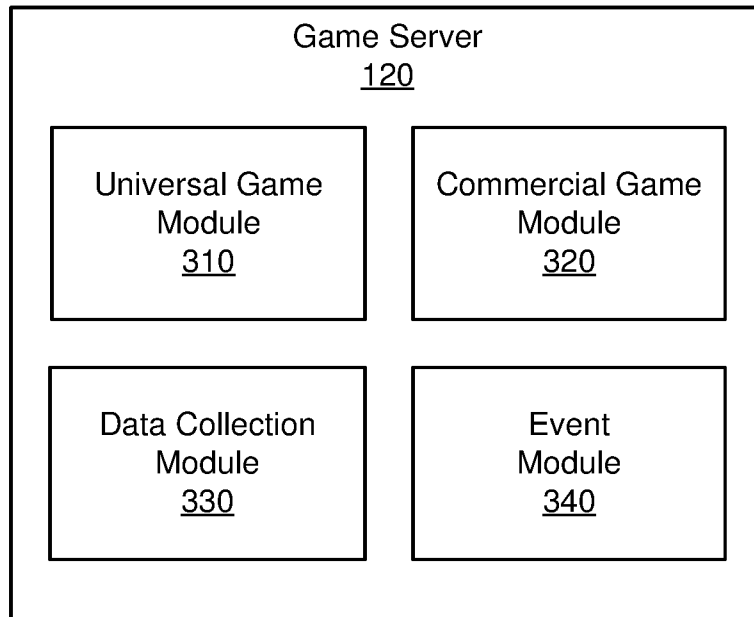 Game Server
120
Universal Game
Module
310
Commercial Game
Module
320
Data Collection
Module
330
Event
Module
340